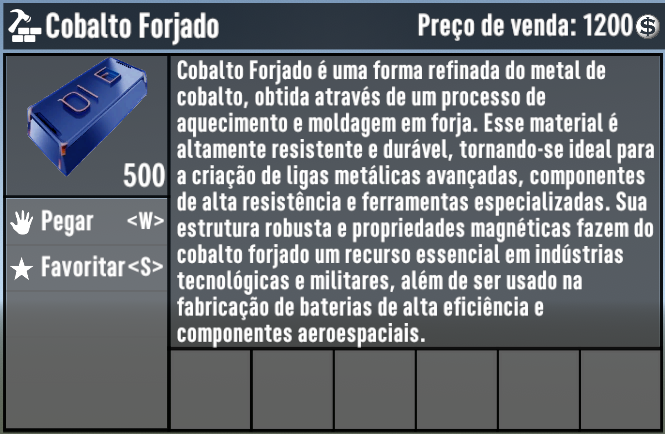 Cobalto Forjado
Preço de venda: 1200
Cobalto Forjado é uma forma refinada do metal de
cobalto, obtida através de um processo de
aquecimento e moldagem em forja. Esse material é
altamente resistente e durável, tornando-se ideal para
a criação de ligas metálicas avançadas, componentes
de alta resistência e ferramentas especializadas. Sua
estrutura robusta e propriedades magnéticas fazem do
cobalto forjado um recurso essencial em indústrias
tecnológicas e militares, além de ser usado na
fabricação de baterias de alta eficiência e
componentes aeroespaciais.
500
Pegar <W>
Favoritar <S>